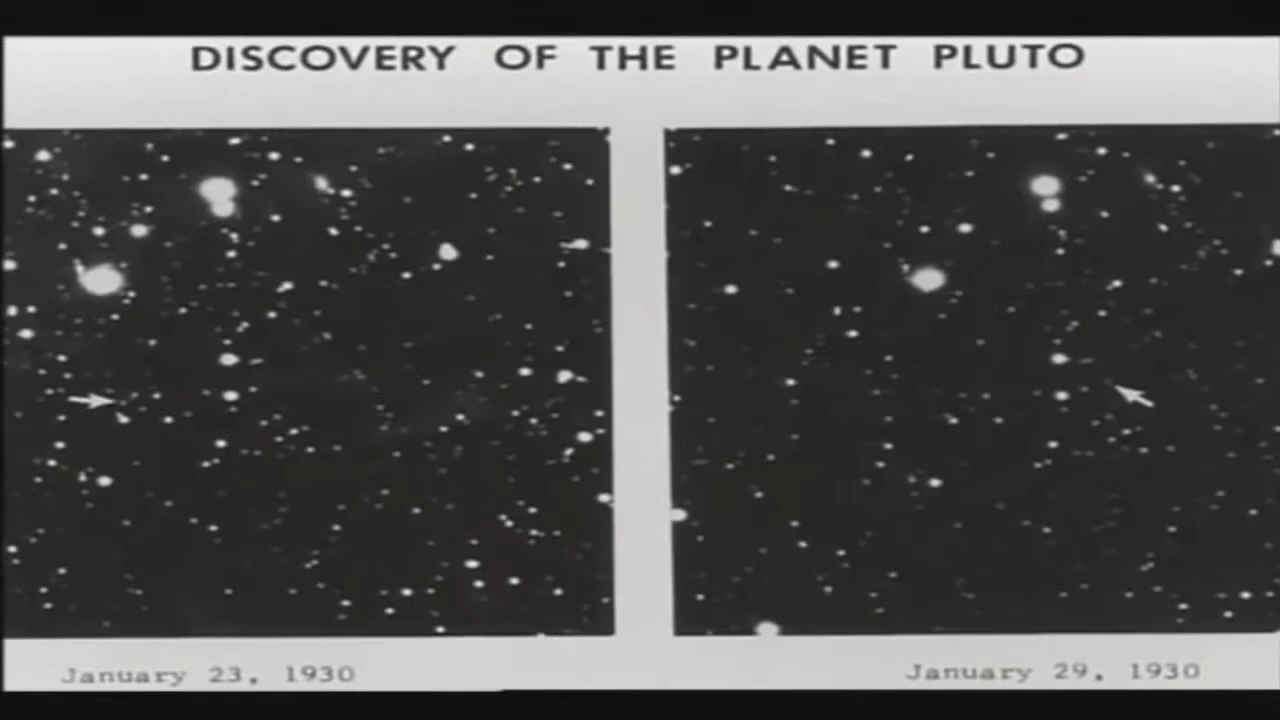 DISCOVERY OF THE PLANET PLUTO
January 23, 1930
January 29, 1930